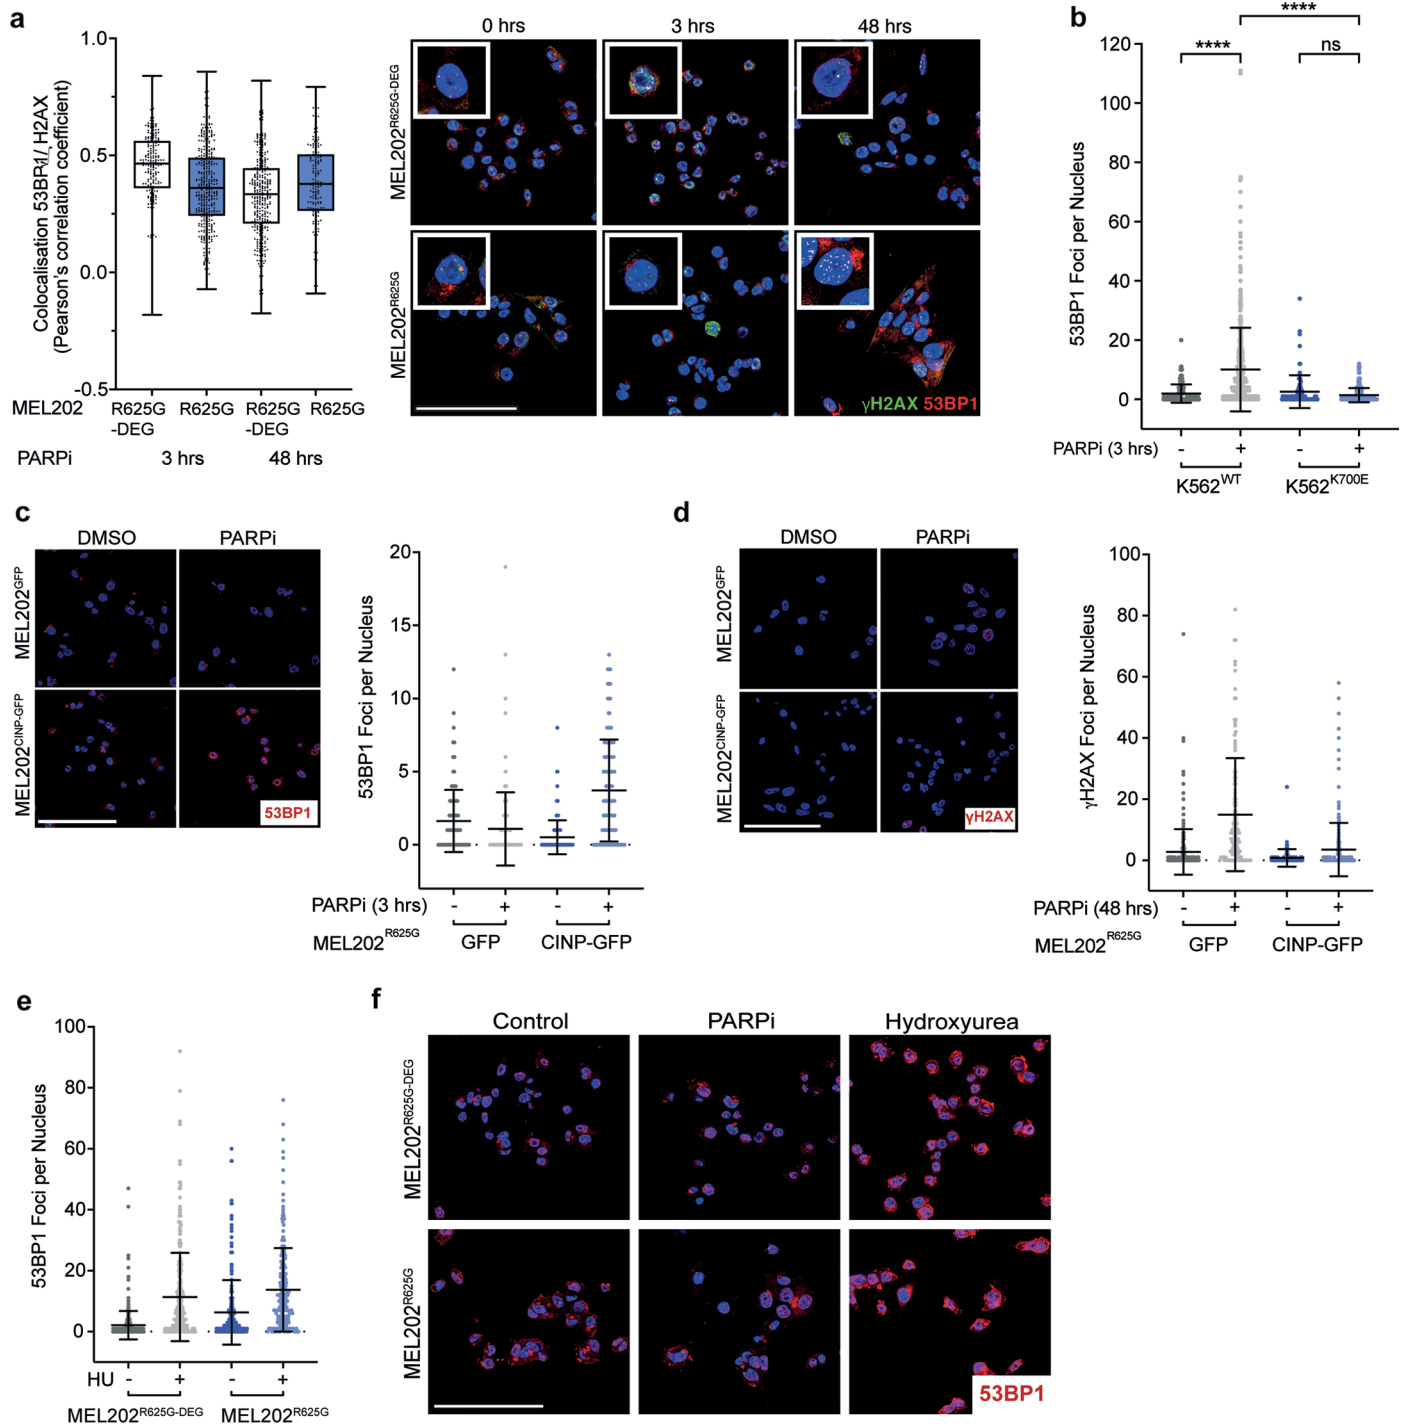 a
1.0
0.5
0.0
-0.5
Colocalisation 53BP1/ H2AX
(Pearson's correlation coefficient)
MEL202 R625G-DEG R625G R625G-DEG R625G
PARPi 3 hrs 48 hrs
0 hrs 3 hrs 48 hrs
MEL202R625G-DEG
MEL202R625G
γH2AX 53BP1
b
**** **** ns
120
100
80
60
40
20
0
53BP1 Foci per Nucleus
PARPi (3 hrs) - + - +
K562WT K562K700E
c
DMSO PARPi
MEL202GFP
MEL202CINP-GFP
53BP1
20
15
10
5
0
53BP1 Foci per Nucleus
PARPi (3 hrs) - + - +
MEL202R625G GFP CINP-GFP
d
DMSO PARPi
MEL202GFP
MEL202CINP-GFP
γH2AX
100
80
60
40
20
0
γH2AX Foci per Nucleus
PARPi (48 hrs) - + - +
MEL202R625G GFP CINP-GFP
e
100
80
60
40
20
0
53BP1 Foci per Nucleus
HU - + - +
MEL202R625G-DEG MEL202R625G
f
Control PARPi Hydroxyurea
MEL202R625G-DEG
MEL202R625G
53BP1